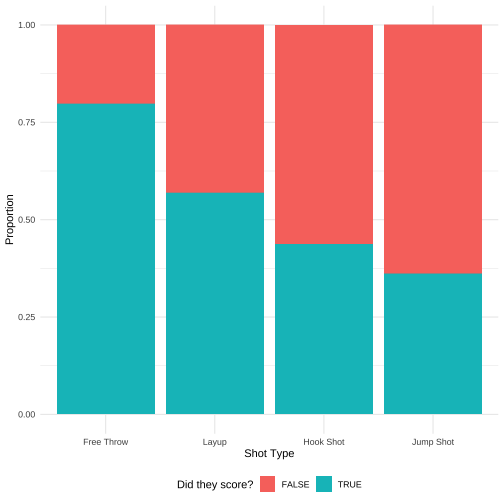 1.00
0.75
0.50
0.25
0.00
Proportion
Free Throw Layup Hook Shot Jump Shot
Shot Type
Did they score? FALSE TRUE